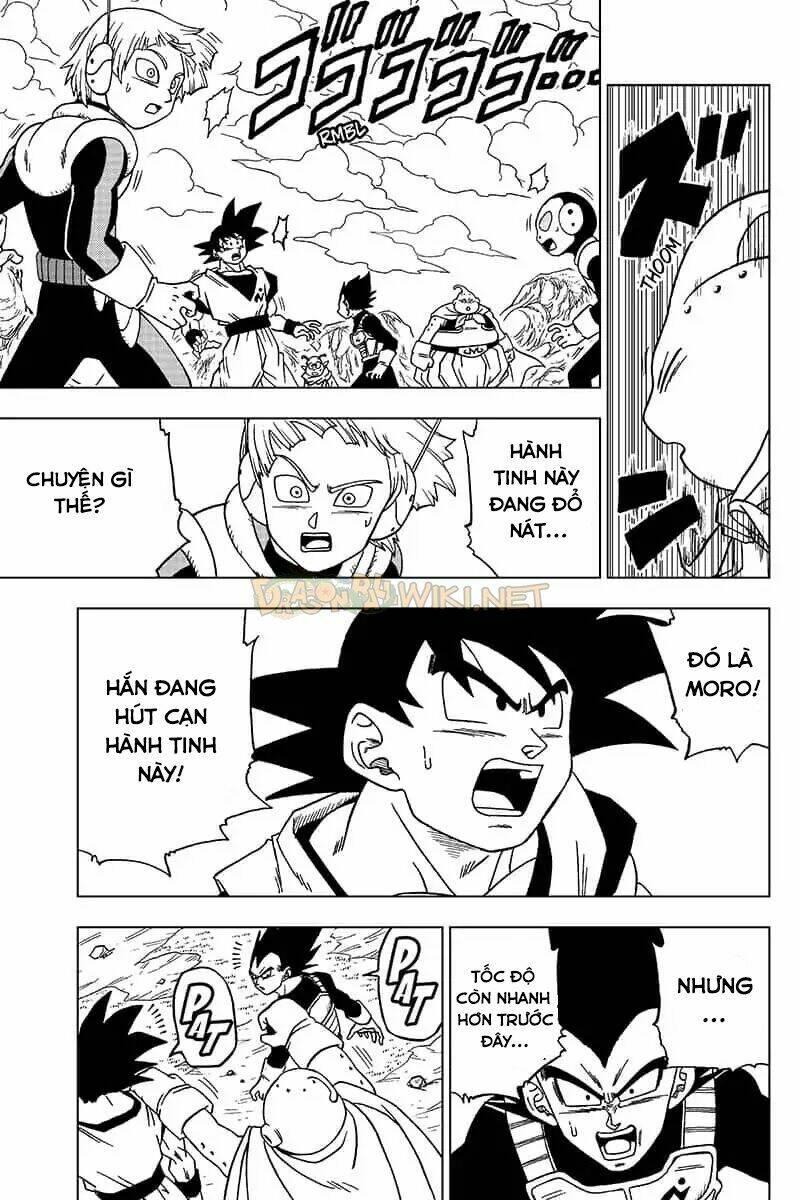 ゴゴゴゴゴ...
RMBL
ズン
THOOM
HÀNH
TINH NÀY
ĐANG ĐỔ
NÁT...
CHUYỆN GÌ
THẾ?
DRAGONBALLWIKI.NET
ĐÓ LÀ
MORO!
HẮN ĐANG
HÚT CẠN
HÀNH TINH
NÀY!
NHƯNG
...
TỐC ĐỘ
CÒN NHANH
HƠN TRƯỚC
ĐÂY...
PAT
PAT